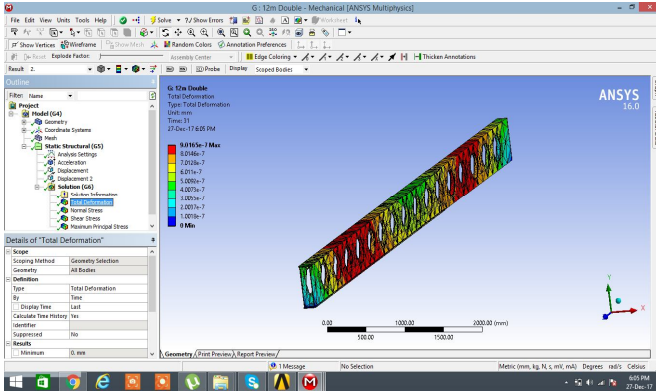 G : 12m Double - Mechanical [ANSYS Multiphysics]
File Edit View Units Tools Help Solve ?/ Show Errors Worksheet
Show Vertices Wireframe Show Mesh Random Colors Annotation Preferences
Reset Explode Factor: Assembly Center Edge Coloring Thicken Annotations
Result 2. Probe Display Scoped Bodies
Outline
Filter: Name
Project
Model (G4)
Geometry
Coordinate Systems
Mesh
Static Structural (G5)
Analysis Settings
Acceleration
Displacement
Displacement 2
Solution (G6)
Solution Information
Total Deformation
Normal Stress
Shear Stress
Maximum Principal Stress
Details of "Total Deformation"
Scope
Scoping Method Geometry Selection
Geometry All Bodies
Definition
Type Total Deformation
By Time
Display Time Last
Calculate Time History Yes
Identifier
Suppressed No
Results
Minimum 0. mm
G: 12m Double
Total Deformation
Type: Total Deformation
Unit: mm
Time: 31
27-Dec-17 6:05 PM
9.0165e-7 Max
8.0146e-7
7.0128e-7
6.011e-7
5.0092e-7
4.0073e-7
3.0055e-7
2.0037e-7
1.0018e-7
0 Min
ANSYS
16.0
0.00 1000.00 2000.00 (mm)
500.00 1500.00
Y
X
Geometry Print Preview Report Preview
1 Message No Selection Metric (mm, kg, N, s, mV, mA) Degrees rad/s Celsius
6:05 PM
27-Dec-17